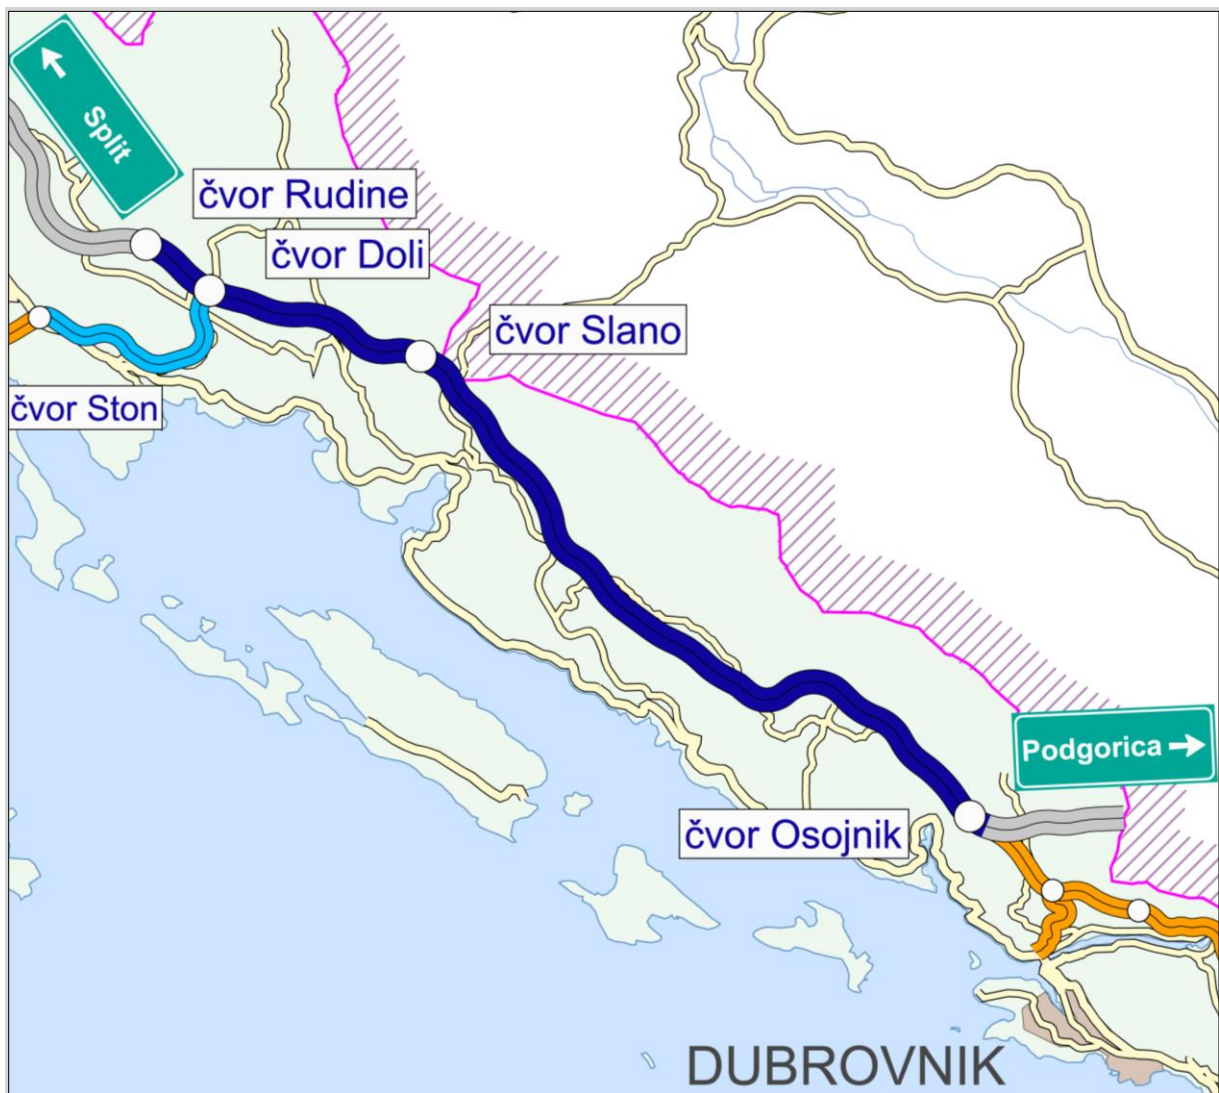 Split
čvor Rudine
čvor Doli
čvor Slano
čvor Ston
Podgorica
čvor Osojnik
DUBROVNIK